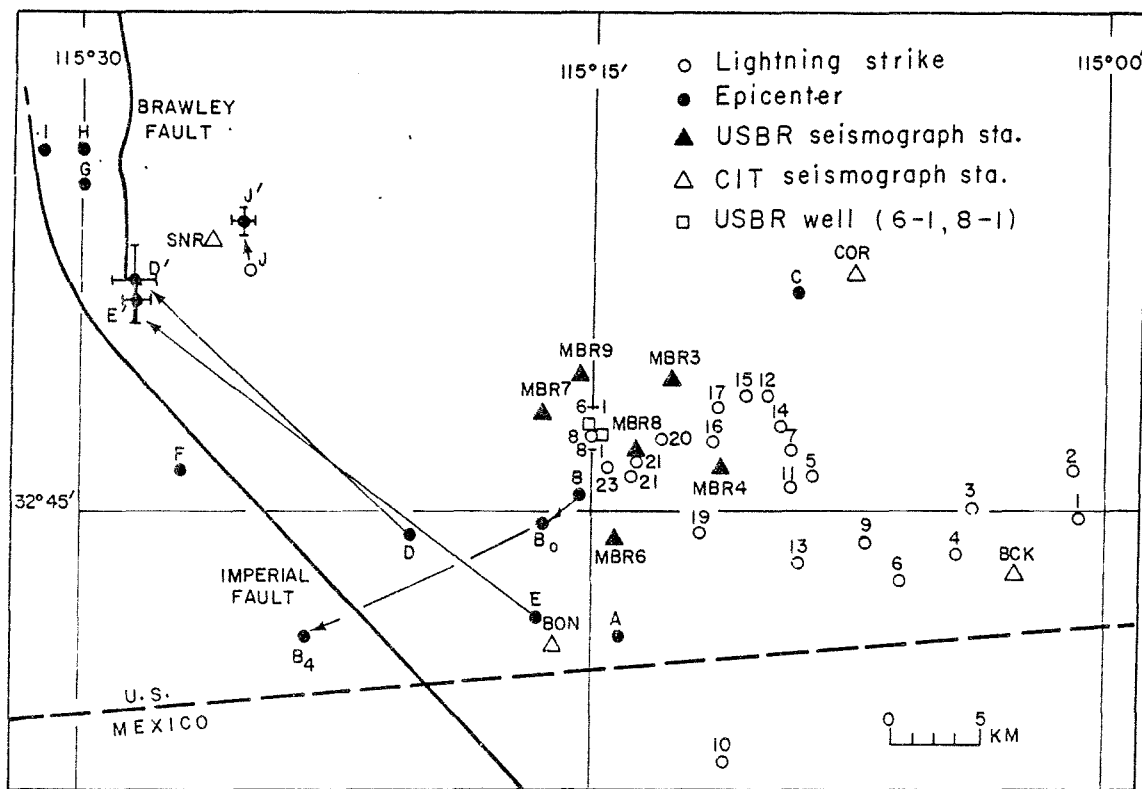 115°30
115°15'
115°00'
○ Lightning strike
● Epicenter
▲ USBR seismograph sta.
△ CIT seismograph sta.
□ USBR well (6-1, 8-1)
BRAWLEY
FAULT
I
H
G
J'
SNR
J
D'
E'
COR
C
MBR9
MBR3
MBR7
6-1
17
15
12
14
MBR8
8-1
20
16
7
21
5
2
F
B
23
21
MBR4
11
3
1
32°45'
D
B₀
MBR6
19
13
9
4
6
BCK
IMPERIAL
FAULT
E
BON
A
B₄
U.S.
MEXICO
0
5
KM
10